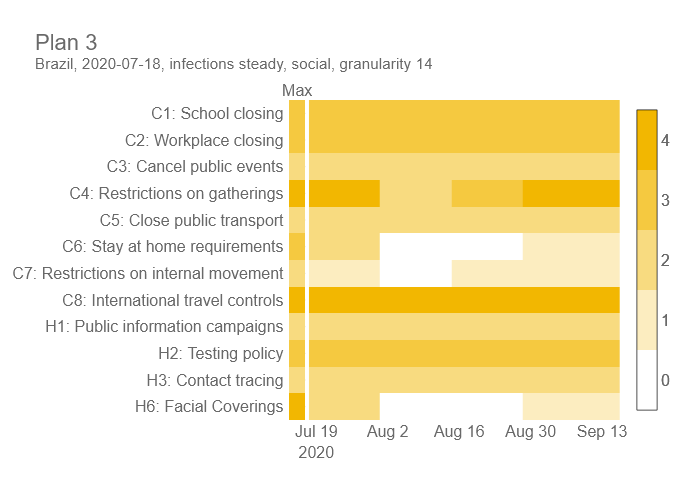 Plan 3
Brazil, 2020-07-18, infections steady, social, granularity 14
Max
C1: School closing
C2: Workplace closing
C3: Cancel public events
C4: Restrictions on gatherings
C5: Close public transport
C6: Stay at home requirements
C7: Restrictions on internal movement
C8: International travel controls
H1: Public information campaigns
H2: Testing policy
H3: Contact tracing
H6: Facial Coverings
Jul 19 Aug 2 Aug 16 Aug 30 Sep 13
2020
4
3
2
1
0